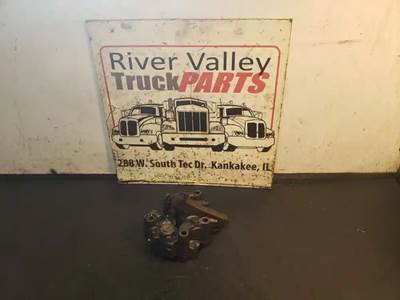 River Valley
Truck PARTS
288 W. South Tec Dr. Kankakee, IL